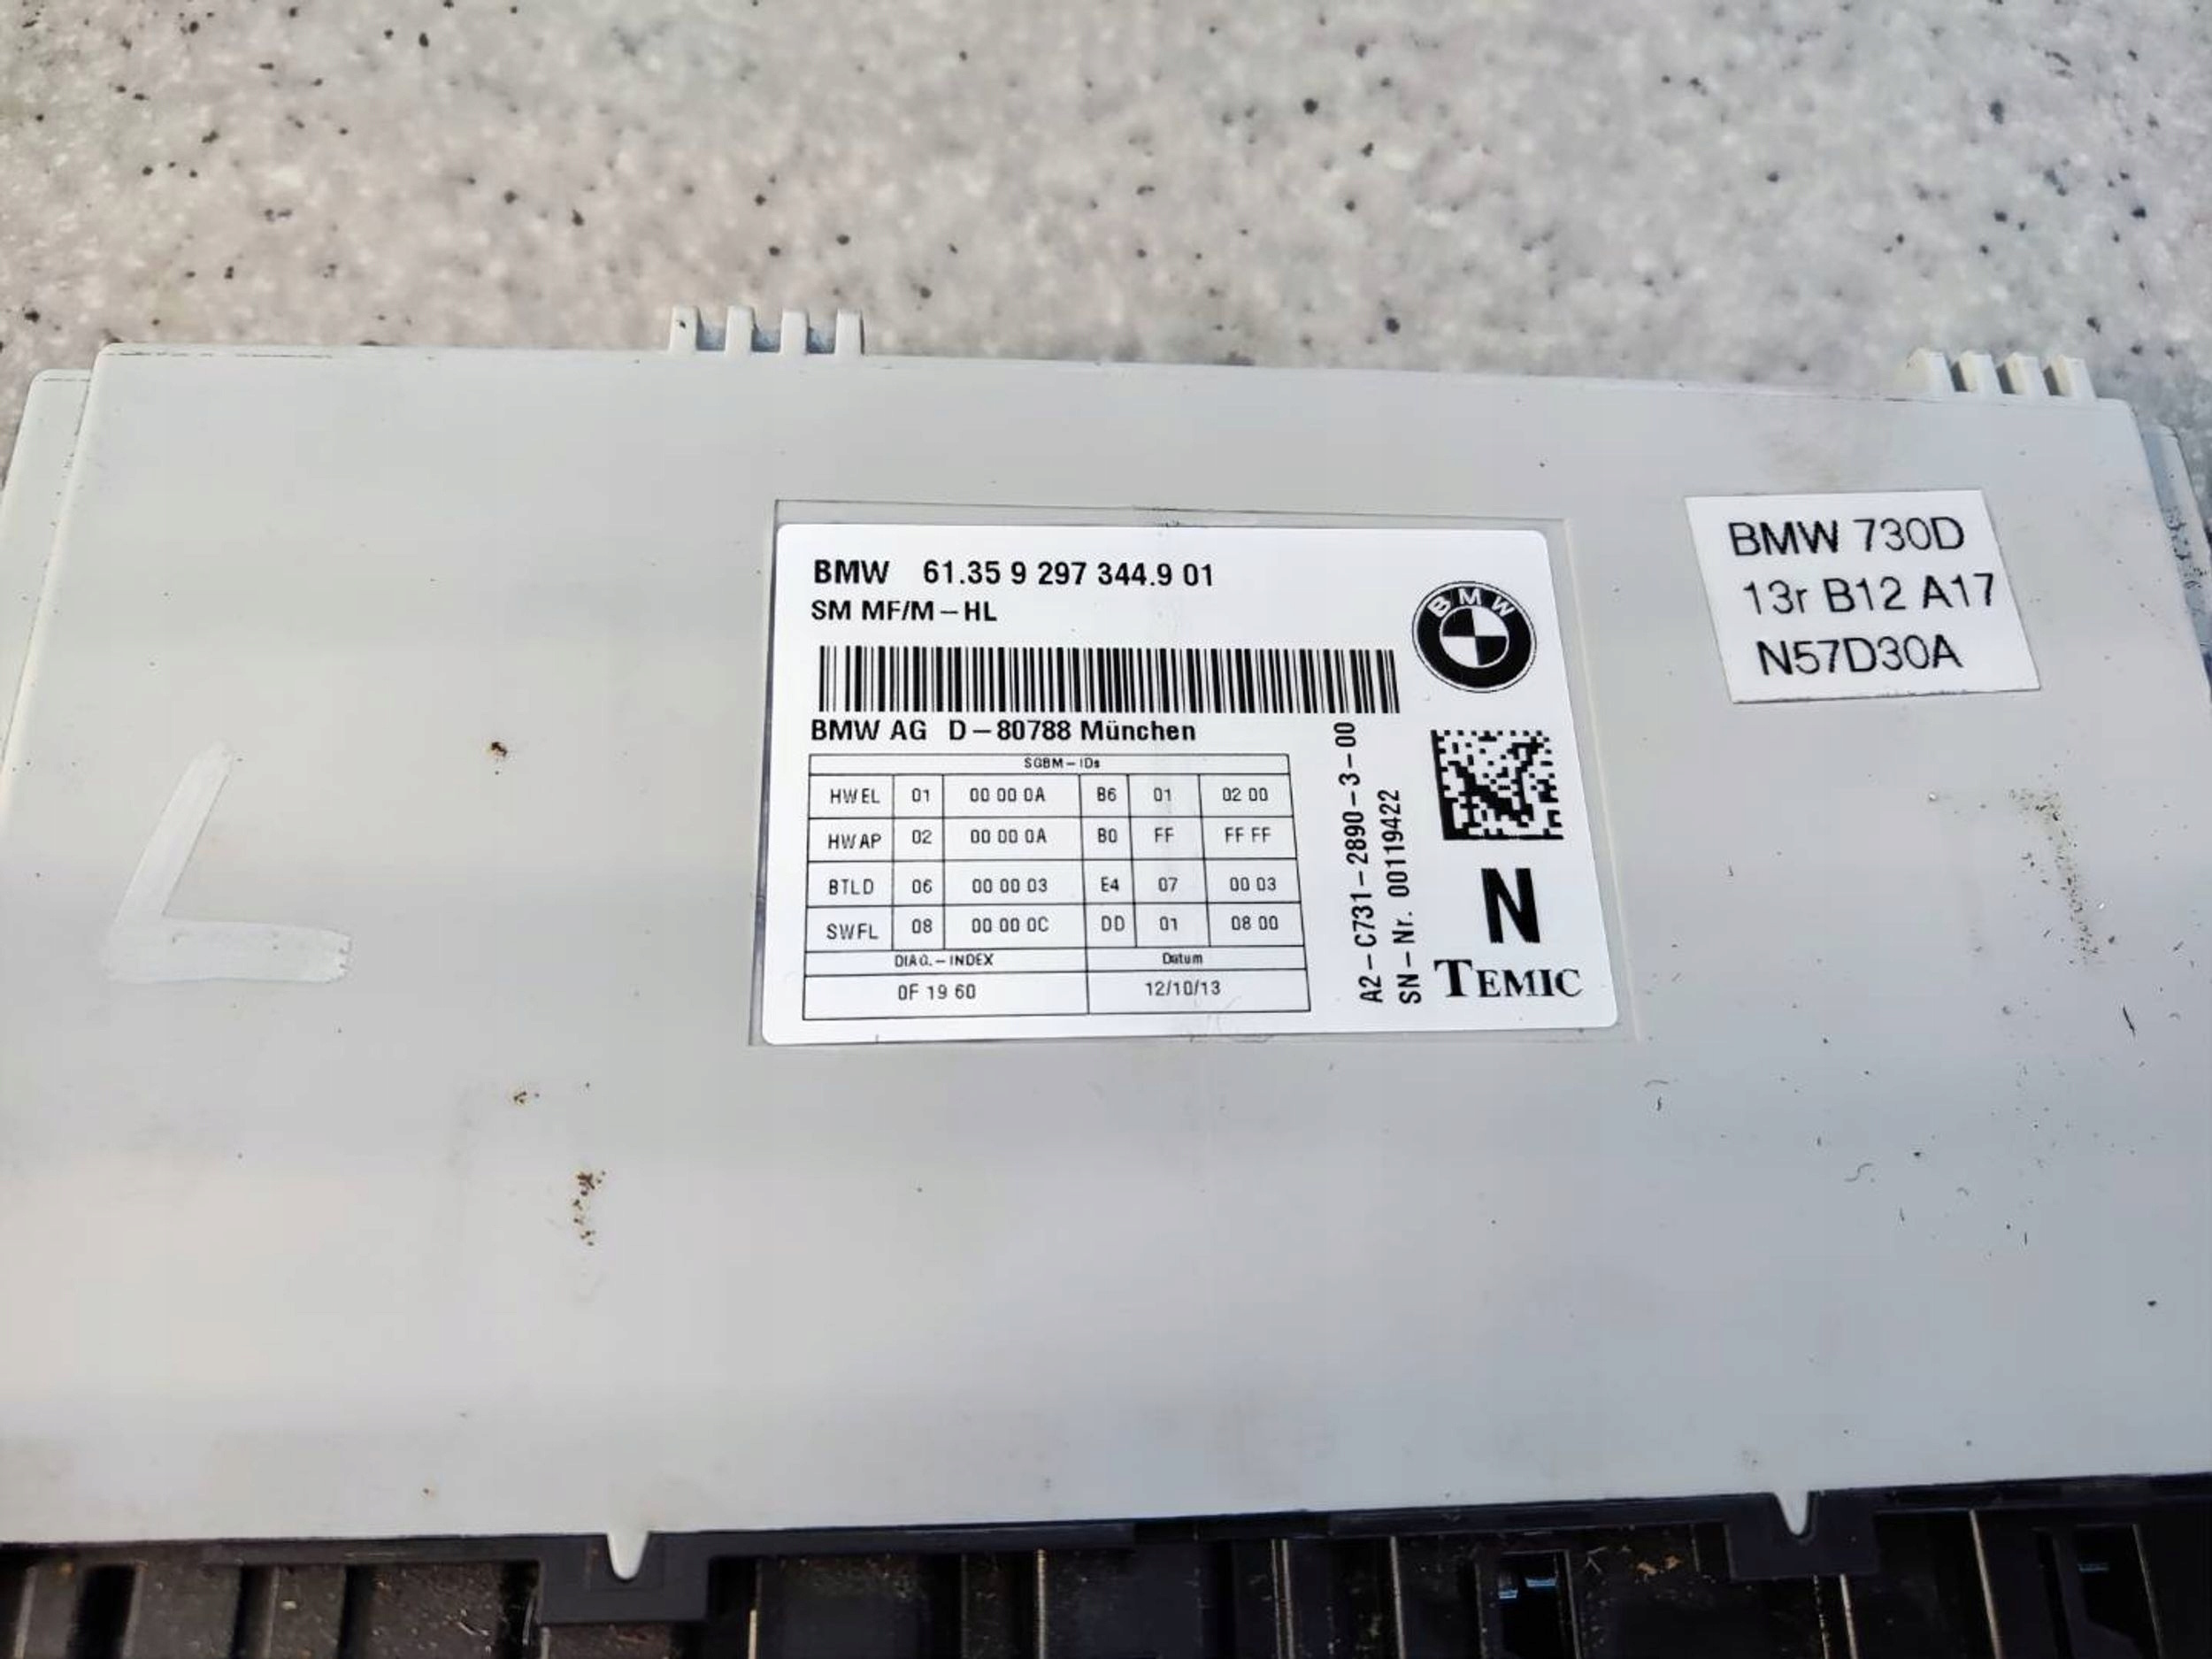 BMW 61.35 9 297 344.9 01
SM MF/M-HL
BMW
BMW AG D-80788 München
SGBM-IDs
HWEL 01 00 00 0A B6 01 02 00
HWAP 02 00 00 0A B0 FF FF FF
BTLD 06 00 00 03 E4 07 00 03
SWFL 08 00 00 0C DD 01 08 00
DIAG.-INDEX Datum
0F 19 60 12/10/13
A2-C731-2890-3-00
SN-Nr. 00119422
N
TEMIC
BMW 730D
13r B12 A17
N57D30A
L